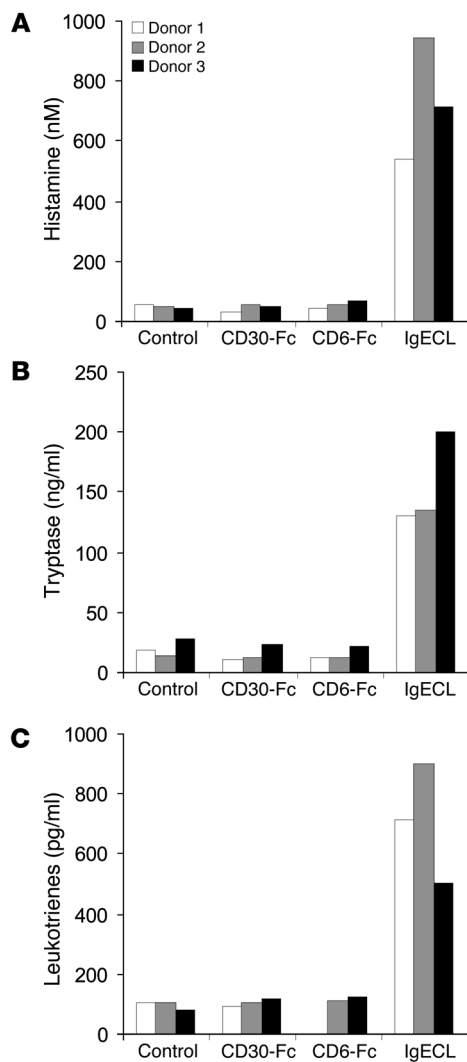 A
Histamine (nM)
1000
800
600
400
200
0
Donor 1
Donor 2
Donor 3
Control CD30-Fc CD6-Fc IgECL
B
Tryptase (ng/ml)
250
200
150
100
50
0
Control CD30-Fc CD6-Fc IgECL
C
Leukotrienes (pg/ml)
1000
800
600
400
200
0
Control CD30-Fc CD6-Fc IgECL